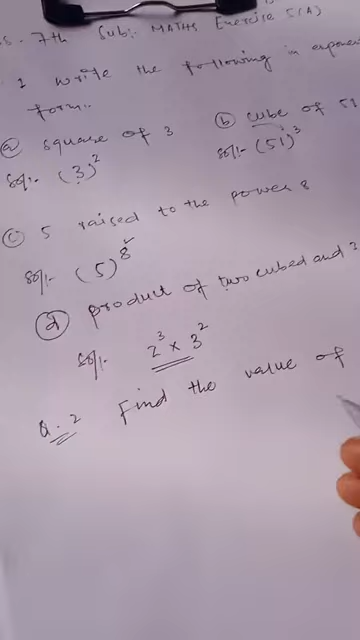 s. 7th Sub:. MATHS Exercise 5(A)
1 Write the following in exponen
form..
(a) square of 3
(b) cube of 51
Sol:- (3)²
Sol:- (51)³
(c) 5 raised to the power 8
Sol:- (5)⁸
(d) product of two cubed and 3
Sol:- 2³ × 3²
Q. 2 Find the value of